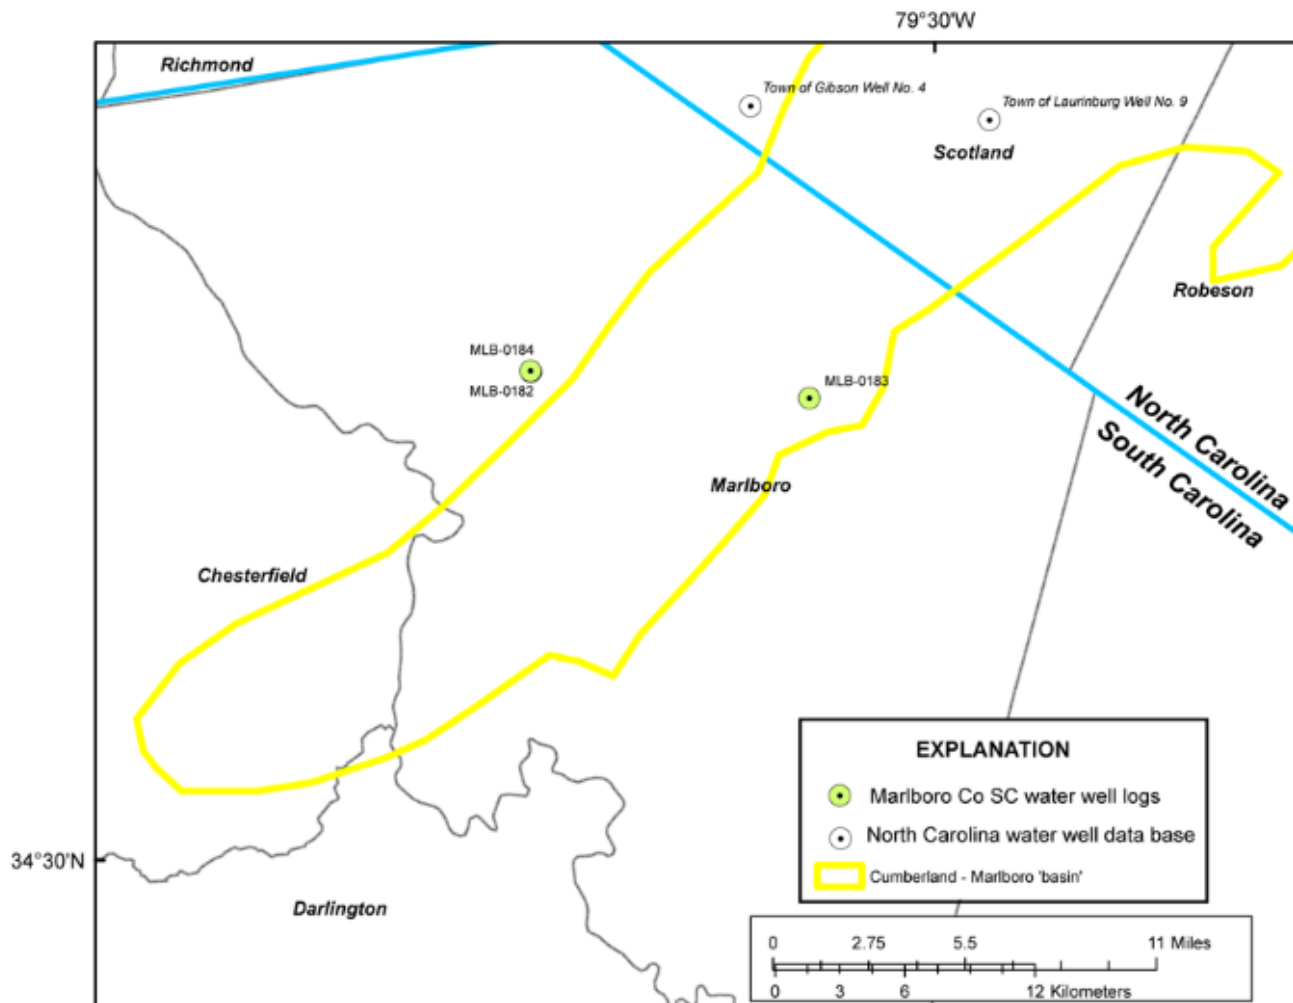 79°30'W
Richmond
Town of Gibson Well No. 4
Town of Laurinburg Well No. 9
Scotland
Robeson
MLB-0184
MLB-0182
MLB-0183
North Carolina
South Carolina
Marlboro
Chesterfield
EXPLANATION
Marlboro Co SC water well logs
North Carolina water well data base
Cumberland - Marlboro 'basin'
34°30'N
Darlington
0 2.75 5.5 11 Miles
0 3 6 12 Kilometers